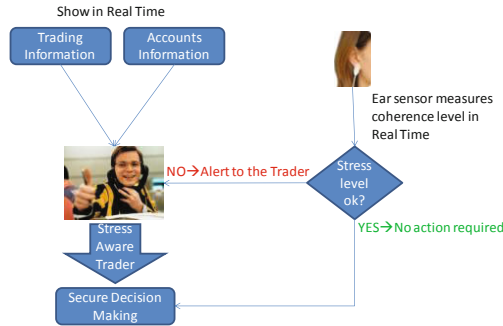 Show in Real Time
Trading
Information
Accounts
Information
Ear sensor measures
coherence level in
Real Time
NO→Alert to the Trader
Stress
level
ok?
YES→No action required
Stress
Aware
Trader
Secure Decision
Making